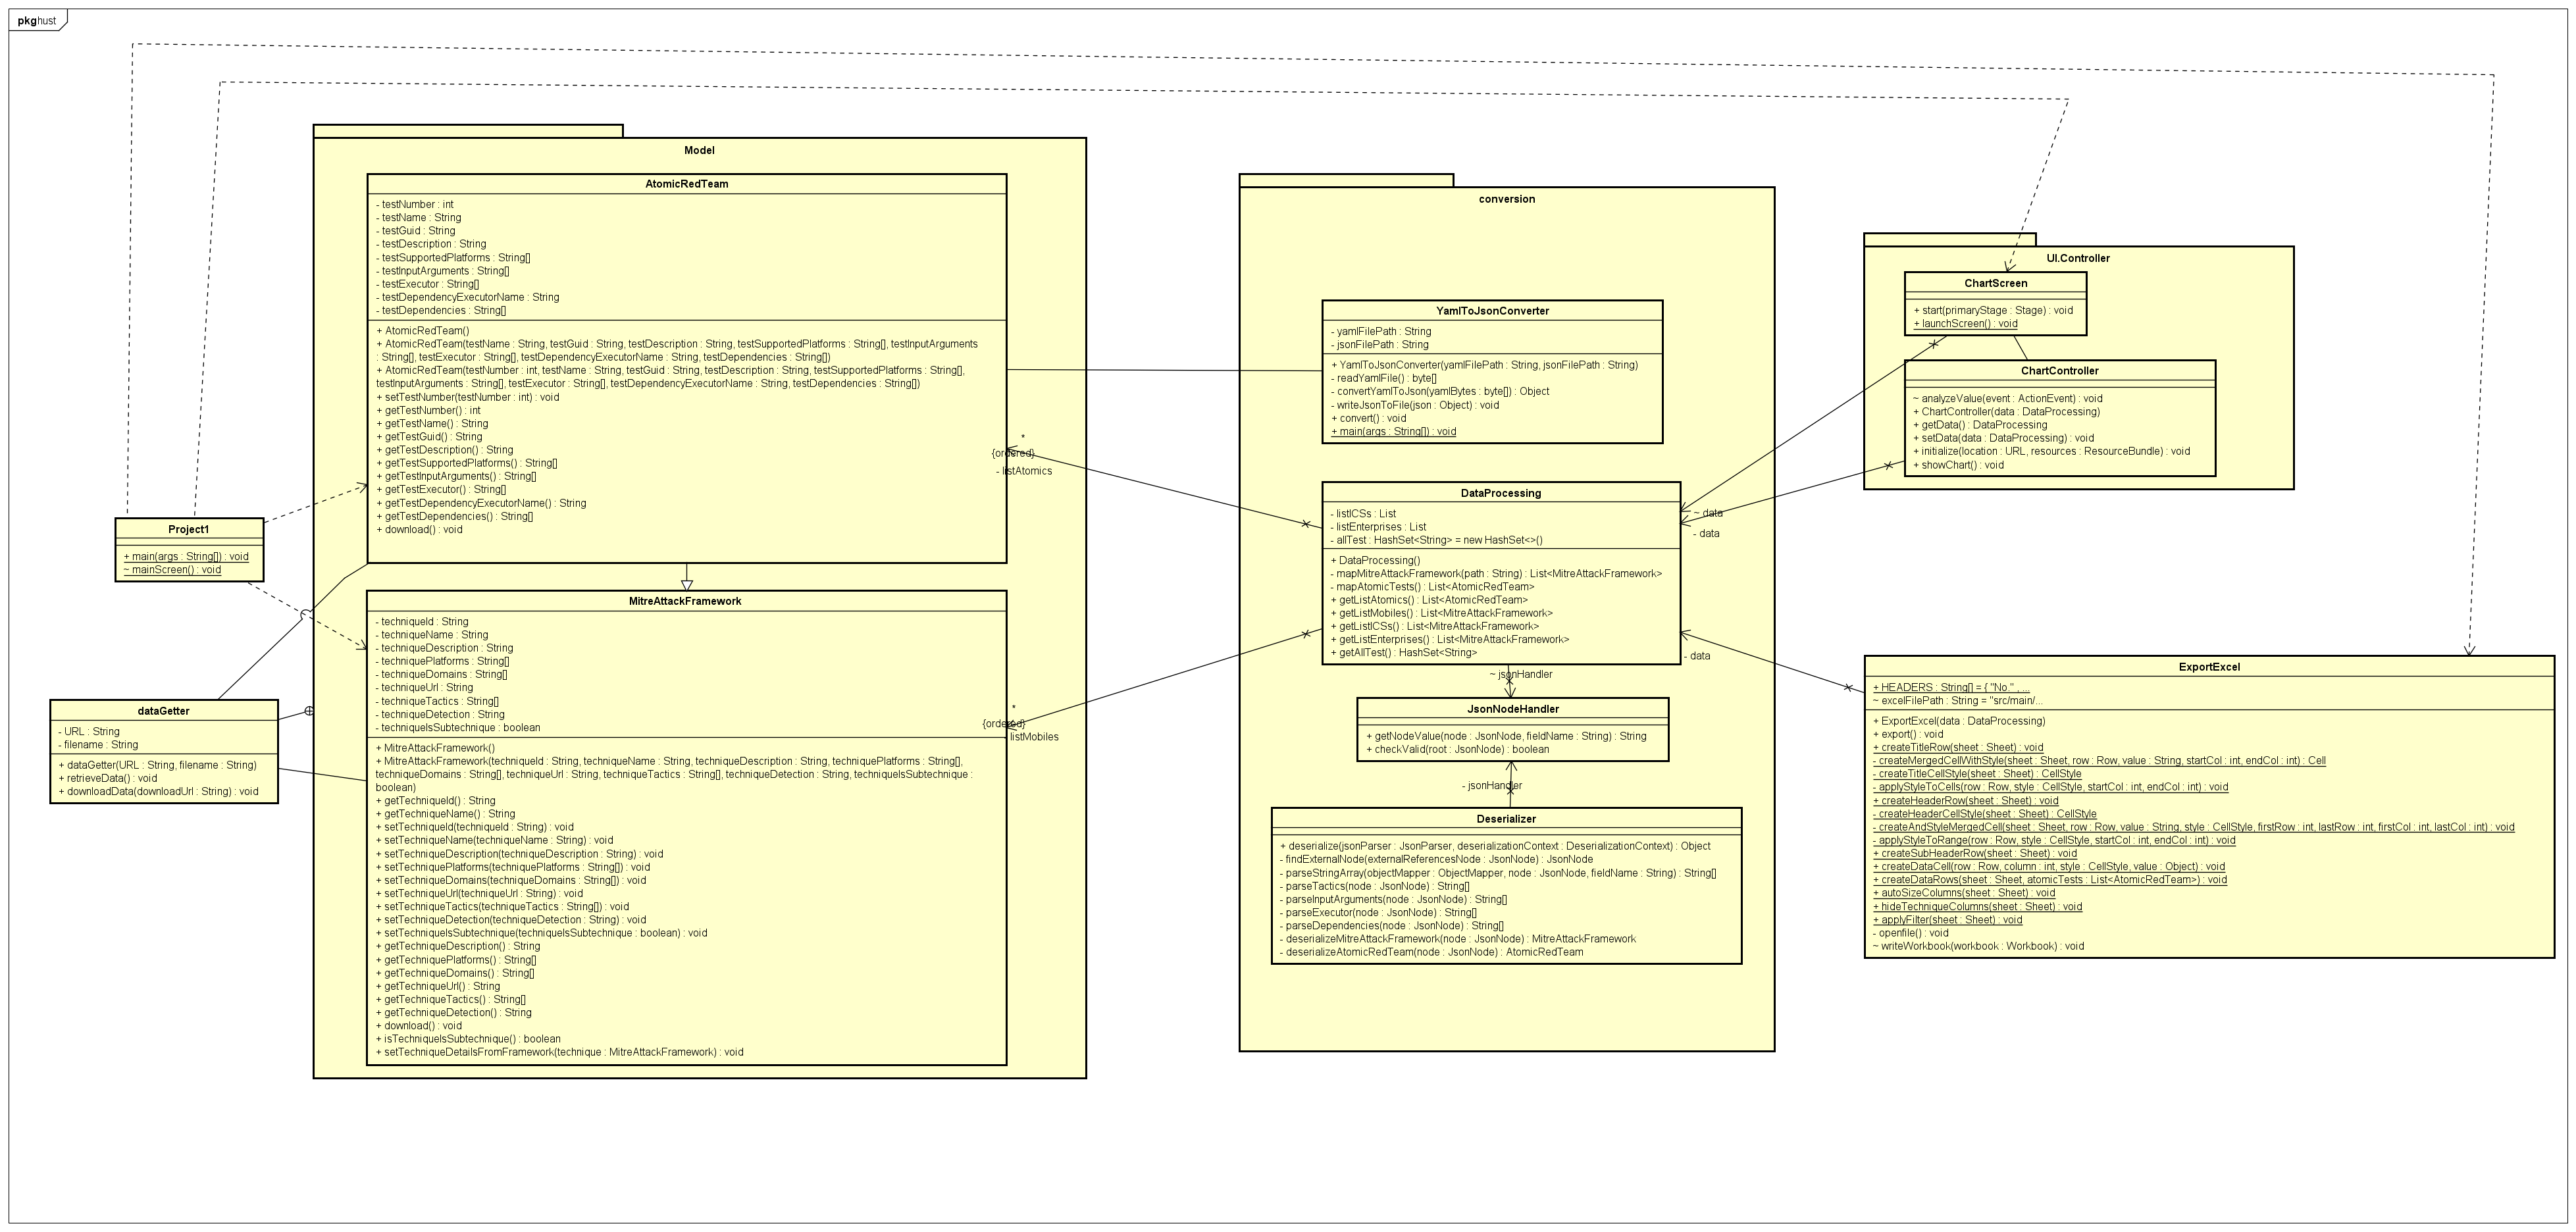 pkg hust
Model
AtomicRedTeam
- testNumber : int
- testName : String
- testGuid : String
- testDescription : String
- testSupportedPlatforms : String[]
- testInputArguments : String[]
- testExecutor : String[]
- testDependencyExecutorName : String
- testDependencies : String[]
+ AtomicRedTeam()
+ AtomicRedTeam(testName : String, testGuid : String, testDescription : String, testSupportedPlatforms : String[], testInputArguments
: String[], testExecutor : String[], testDependencyExecutorName : String, testDependencies : String[])
+ AtomicRedTeam(testNumber : int, testName : String, testGuid : String, testDescription : String, testSupportedPlatforms : String[],
testInputArguments : String[], testExecutor : String[], testDependencyExecutorName : String, testDependencies : String[])
+ setTestNumber(testNumber : int) : void
+ getTestNumber() : int
+ getTestName() : String
+ getTestGuid() : String
+ getTestDescription() : String
+ getTestSupportedPlatforms() : String[]
+ getTestInputArguments() : String[]
+ getTestExecutor() : String[]
+ getTestDependencyExecutorName() : String
+ getTestDependencies() : String[]
+ download() : void
*
{ordered}
- listAtomics
Project1
+ main(args : String[]) : void
~ mainScreen() : void
MitreAttackFramework
- techniqueId : String
- techniqueName : String
- techniqueDescription : String
- techniquePlatforms : String[]
- techniqueDomains : String[]
- techniqueUrl : String
- techniqueTactics : String[]
- techniqueDetection : String
- techniqueIsSubtechnique : boolean
+ MitreAttackFramework()
+ MitreAttackFramework(techniqueId : String, techniqueName : String, techniqueDescription : String, techniquePlatforms : String[],
techniqueDomains : String[], techniqueUrl : String, techniqueTactics : String[], techniqueDetection : String, techniqueIsSubtechnique :
boolean)
+ getTechniqueId() : String
+ getTechniqueName() : String
+ setTechniqueId(techniqueId : String) : void
+ setTechniqueName(techniqueName : String) : void
+ setTechniqueDescription(techniqueDescription : String) : void
+ setTechniquePlatforms(techniquePlatforms : String[]) : void
+ setTechniqueDomains(techniqueDomains : String[]) : void
+ setTechniqueUrl(techniqueUrl : String) : void
+ setTechniqueTactics(techniqueTactics : String[]) : void
+ setTechniqueDetection(techniqueDetection : String) : void
+ setTechniqueIsSubtechnique(techniqueIsSubtechnique : boolean) : void
+ getTechniqueDescription() : String
+ getTechniquePlatforms() : String[]
+ getTechniqueDomains() : String[]
+ getTechniqueUrl() : String
+ getTechniqueTactics() : String[]
+ getTechniqueDetection() : String
+ download() : void
+ isTechniqueIsSubtechnique() : boolean
+ setTechniqueDetailsFromFramework(technique : MitreAttackFramework) : void
*
{ordered}
- listMobiles
dataGetter
- URL : String
- filename : String
+ dataGetter(URL : String, filename : String)
+ retrieveData() : void
+ downloadData(downloadUrl : String) : void
conversion
YamlToJsonConverter
- yamlFilePath : String
- jsonFilePath : String
+ YamlToJsonConverter(yamlFilePath : String, jsonFilePath : String)
- readYamlFile() : byte[]
- convertYamlToJson(yamlBytes : byte[]) : Object
- writeJsonToFile(json : Object) : void
+ convert() : void
+ main(args : String[]) : void
DataProcessing
- listICSs : List
- listEnterprises : List
- allTest : HashSet<String> = new HashSet<>()
+ DataProcessing()
- mapMitreAttackFramework(path : String) : List<MitreAttackFramework>
- mapAtomicTests() : List<AtomicRedTeam>
+ getListAtomics() : List<AtomicRedTeam>
+ getListMobiles() : List<MitreAttackFramework>
+ getListICSs() : List<MitreAttackFramework>
+ getListEnterprises() : List<MitreAttackFramework>
+ getAllTest() : HashSet<String>
~ data
- data
- data
~ jsonHandler
JsonNodeHandler
+ getNodeValue(node : JsonNode, fieldName : String) : String
+ checkValid(root : JsonNode) : boolean
- jsonHandler
Deserializer
+ deserialize(jsonParser : JsonParser, deserializationContext : DeserializationContext) : Object
- findExternalNode(externalReferencesNode : JsonNode) : JsonNode
- parseStringArray(objectMapper : ObjectMapper, node : JsonNode, fieldName : String) : String[]
- parseTactics(node : JsonNode) : String[]
- parseInputArguments(node : JsonNode) : String[]
- parseExecutor(node : JsonNode) : String[]
- parseDependencies(node : JsonNode) : String[]
- deserializeMitreAttackFramework(node : JsonNode) : MitreAttackFramework
- deserializeAtomicRedTeam(node : JsonNode) : AtomicRedTeam
UI.Controller
ChartScreen
+ start(primaryStage : Stage) : void
+ launchScreen() : void
ChartController
~ analyzeValue(event : ActionEvent) : void
+ ChartController(data : DataProcessing)
+ getData() : DataProcessing
+ setData(data : DataProcessing) : void
+ initialize(location : URL, resources : ResourceBundle) : void
+ showChart() : void
ExportExcel
+ HEADERS : String[] = { "No." , ...
~ excelFilePath : String = "src/main/...
+ ExportExcel(data : DataProcessing)
+ export() : void
+ createTitleRow(sheet : Sheet) : void
- createMergedCellWithStyle(sheet : Sheet, row : Row, value : String, startCol : int, endCol : int) : Cell
- createTitleCellStyle(sheet : Sheet) : CellStyle
- applyStyleToCells(row : Row, style : CellStyle, startCol : int, endCol : int) : void
+ createHeaderRow(sheet : Sheet) : void
- createHeaderCellStyle(sheet : Sheet) : CellStyle
- createAndStyleMergedCell(sheet : Sheet, row : Row, value : String, style : CellStyle, firstRow : int, lastRow : int, firstCol : int, lastCol : int) : void
- applyStyleToRange(row : Row, style : CellStyle, startCol : int, endCol : int) : void
+ createSubHeaderRow(sheet : Sheet) : void
+ createDataCell(row : Row, column : int, style : CellStyle, value : Object) : void
+ createDataRows(sheet : Sheet, atomicTests : List<AtomicRedTeam>) : void
+ autoSizeColumns(sheet : Sheet) : void
+ hideTechniqueColumns(sheet : Sheet) : void
+ applyFilter(sheet : Sheet) : void
- openfile() : void
~ writeWorkbook(workbook : Workbook) : void